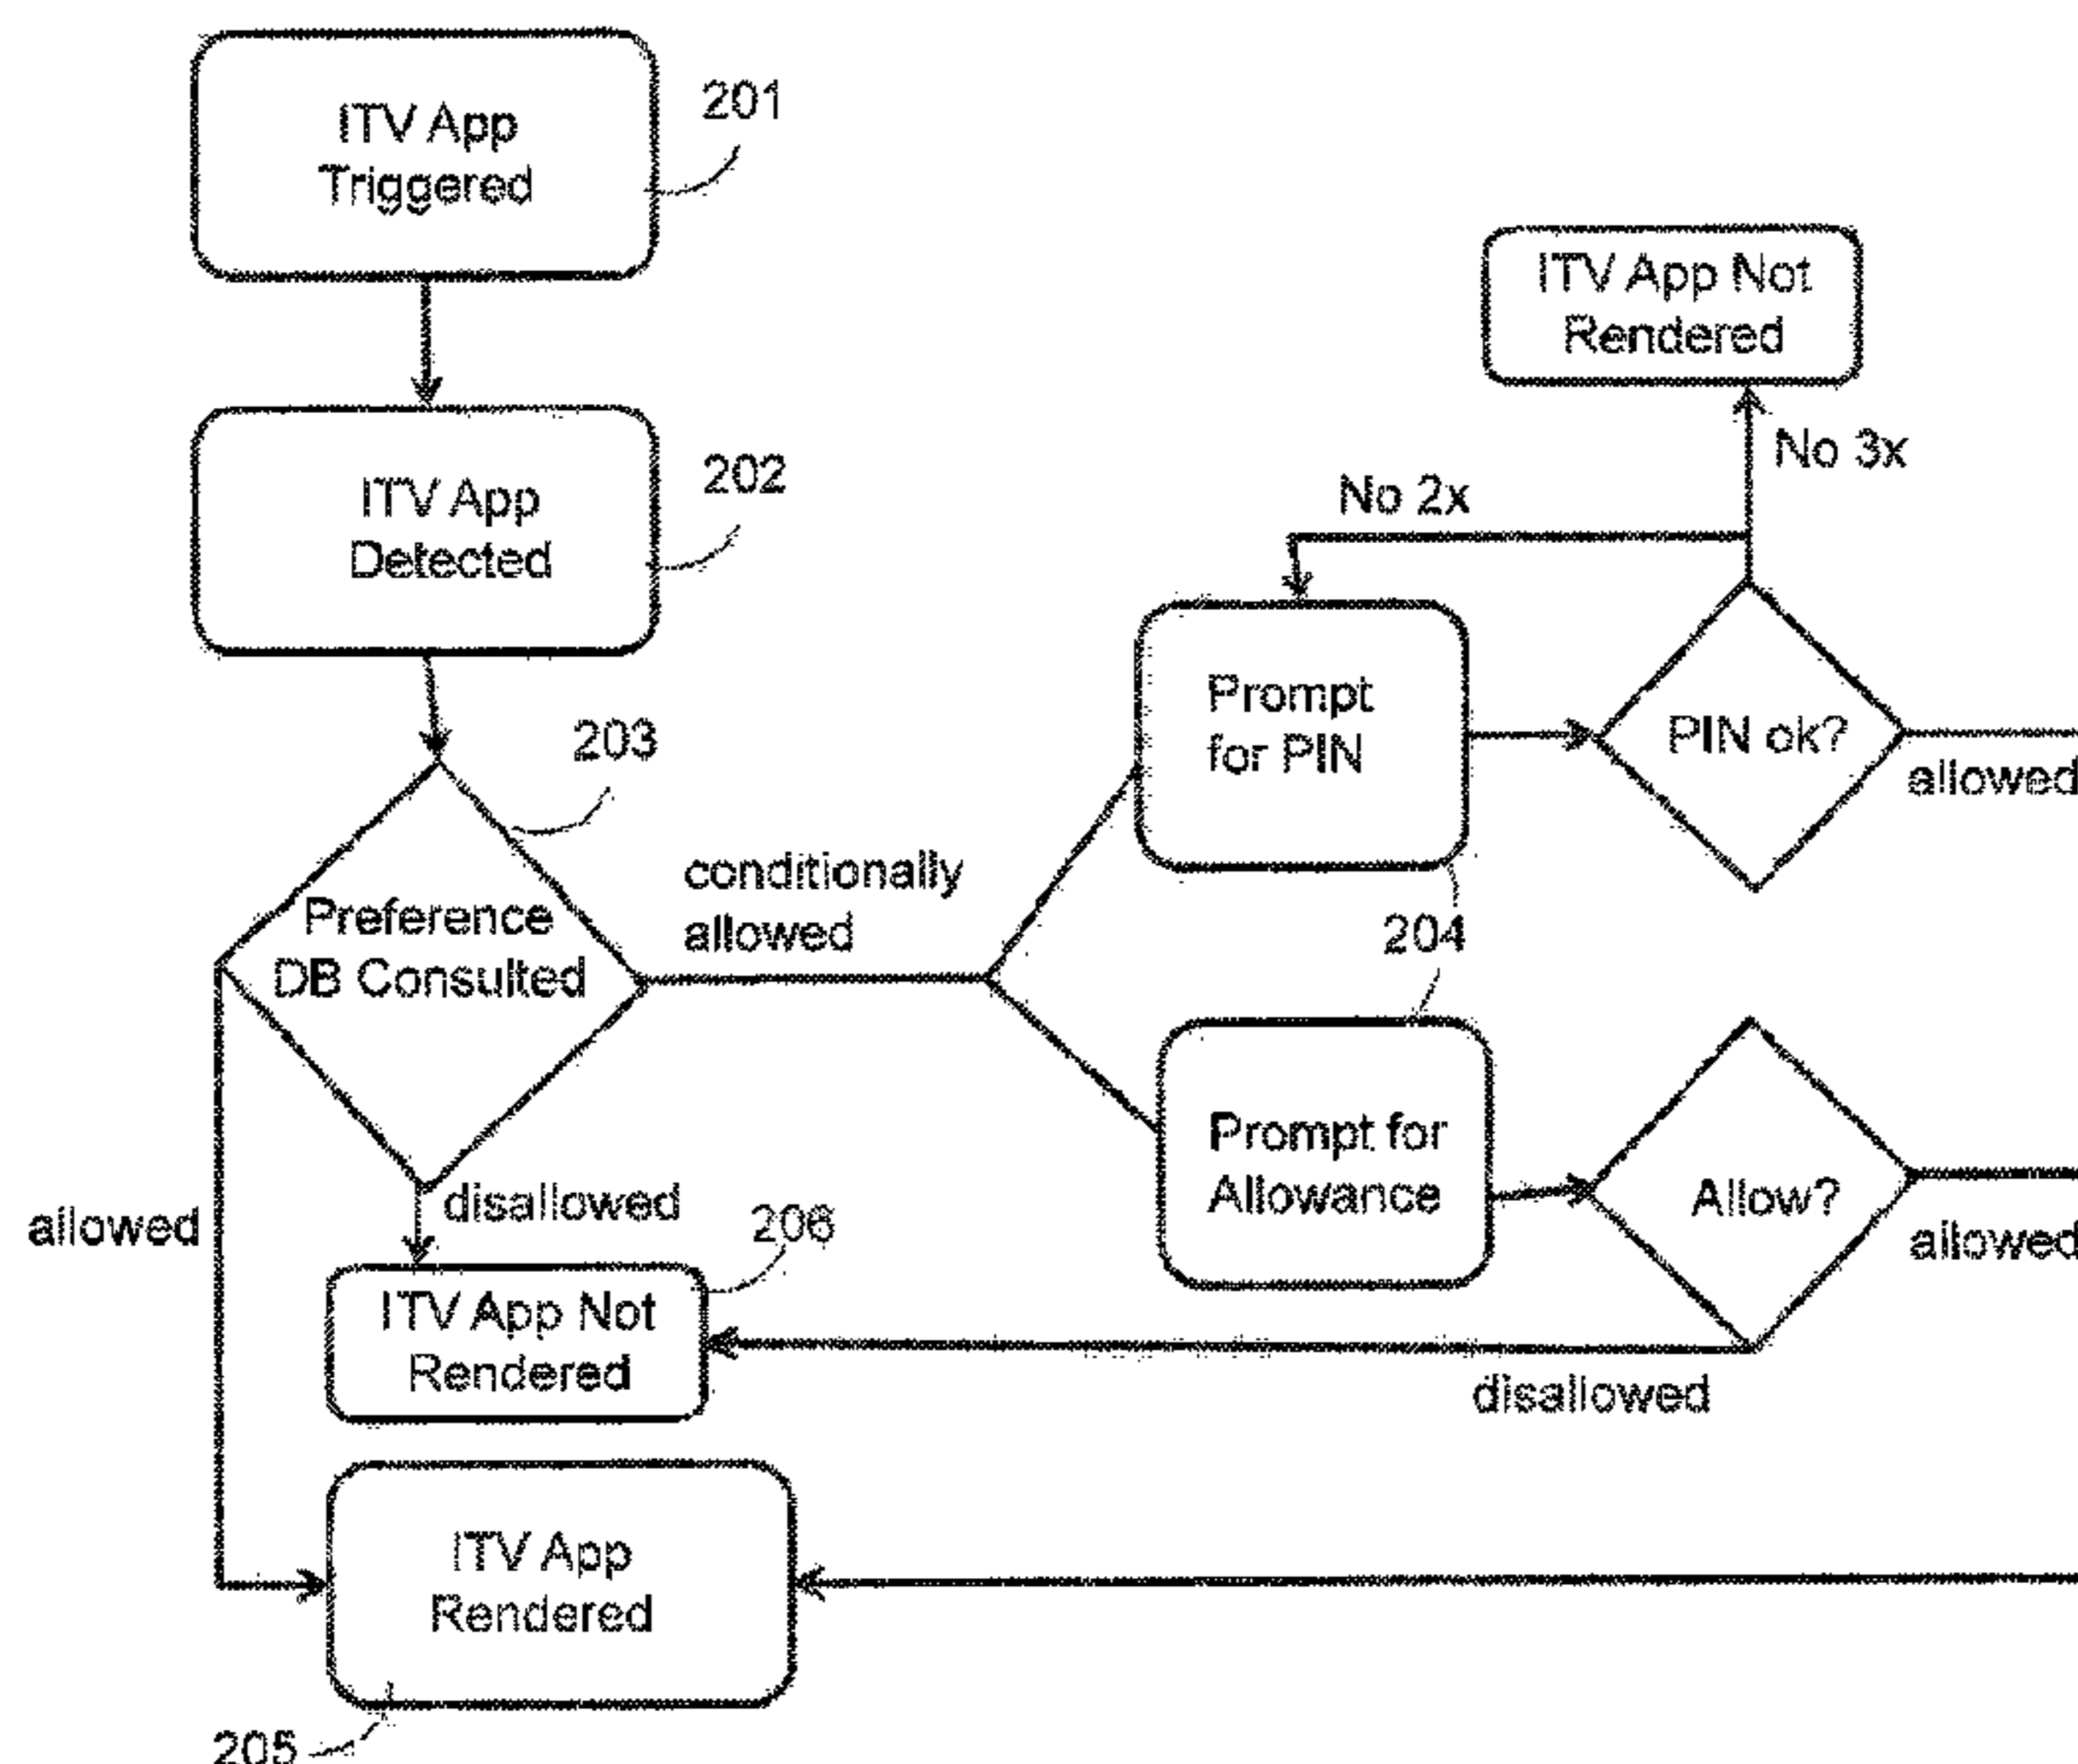 ITV App
Triggered
201
ITV App Not
Rendered
No 3x
No 2x
ITV App
Detected
202
Prompt
for PIN
PIN ok?
allowed
203
Preference
DB Consulted
conditionally
allowed
204
Prompt for
Allowance
Allow?
allowed
allowed
disallowed
206
ITV App Not
Rendered
disallowed
ITV App
Rendered
205